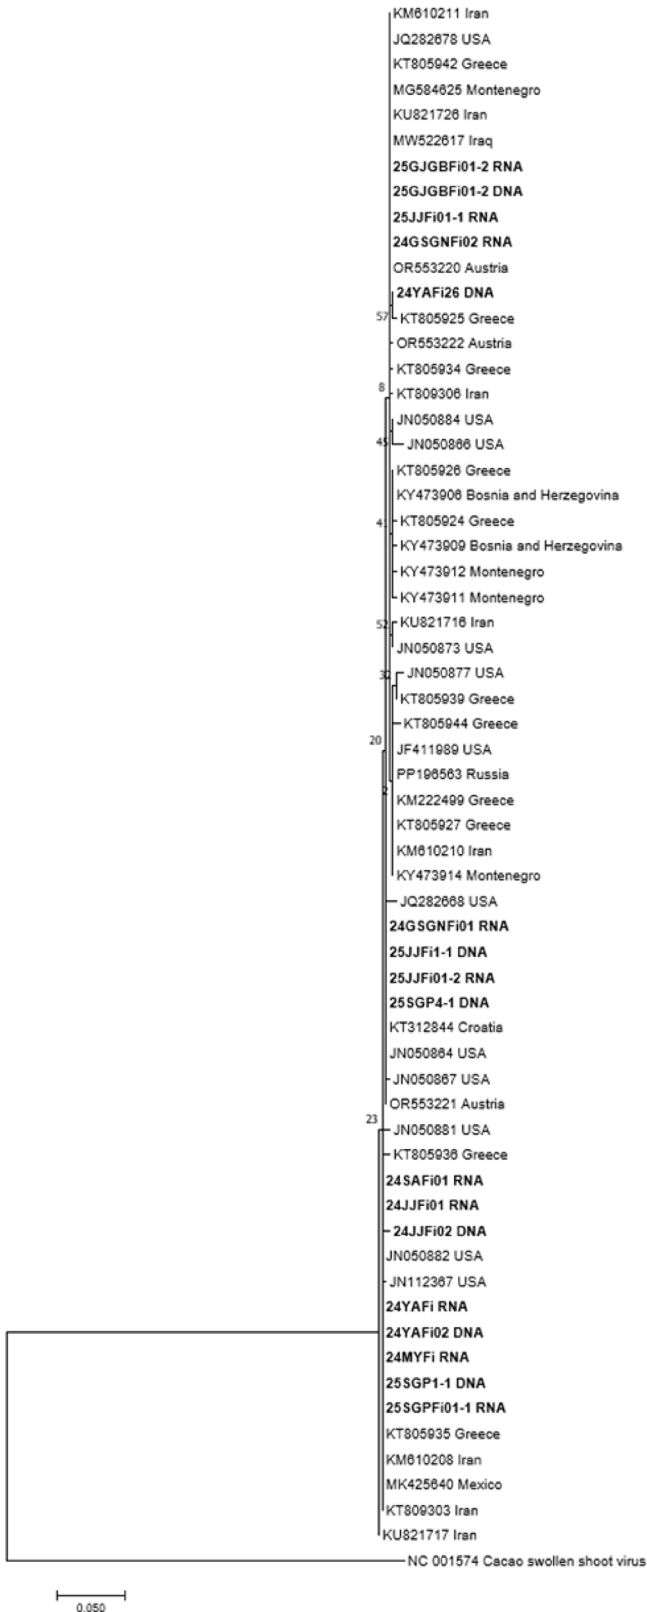 KM610211 Iran
JQ282678 USA
KT805942 Greece
MG584625 Montenegro
KU821726 Iran
MW522617 Iraq
25GJGBFi01-2 RNA
25GJGBFi01-2 DNA
25JJFi01-1 RNA
24GSGNFi02 RNA
OR553220 Austria
24YAFi26 DNA
57
KT805925 Greece
OR553222 Austria
KT805934 Greece
8
KT809306 Iran
JN050884 USA
45
JN050866 USA
KT805926 Greece
KY473906 Bosnia and Herzegovina
41
KT805924 Greece
KY473909 Bosnia and Herzegovina
KY473912 Montenegro
KY473911 Montenegro
52
KU821716 Iran
JN050873 USA
32
JN050877 USA
KT805939 Greece
KT805944 Greece
20
JF411989 USA
PP196563 Russia
2
KM222499 Greece
KT805927 Greece
KM610210 Iran
KY473914 Montenegro
JQ282668 USA
24GSGNFi01 RNA
25JJFi1-1 DNA
25JJFi01-2 RNA
25SGP4-1 DNA
KT312844 Croatia
JN050864 USA
JN050867 USA
OR553221 Austria
23
JN050881 USA
KT805936 Greece
24SAFi01 RNA
24JJFi01 RNA
24JJFi02 DNA
JN050882 USA
JN112367 USA
24YAFi RNA
24YAFi02 DNA
24MYFi RNA
25SGP1-1 DNA
25SGPFi01-1 RNA
KT805935 Greece
KM610208 Iran
MK425640 Mexico
KT809303 Iran
KU821717 Iran
NC 001574 Cacao swollen shoot virus
0.050